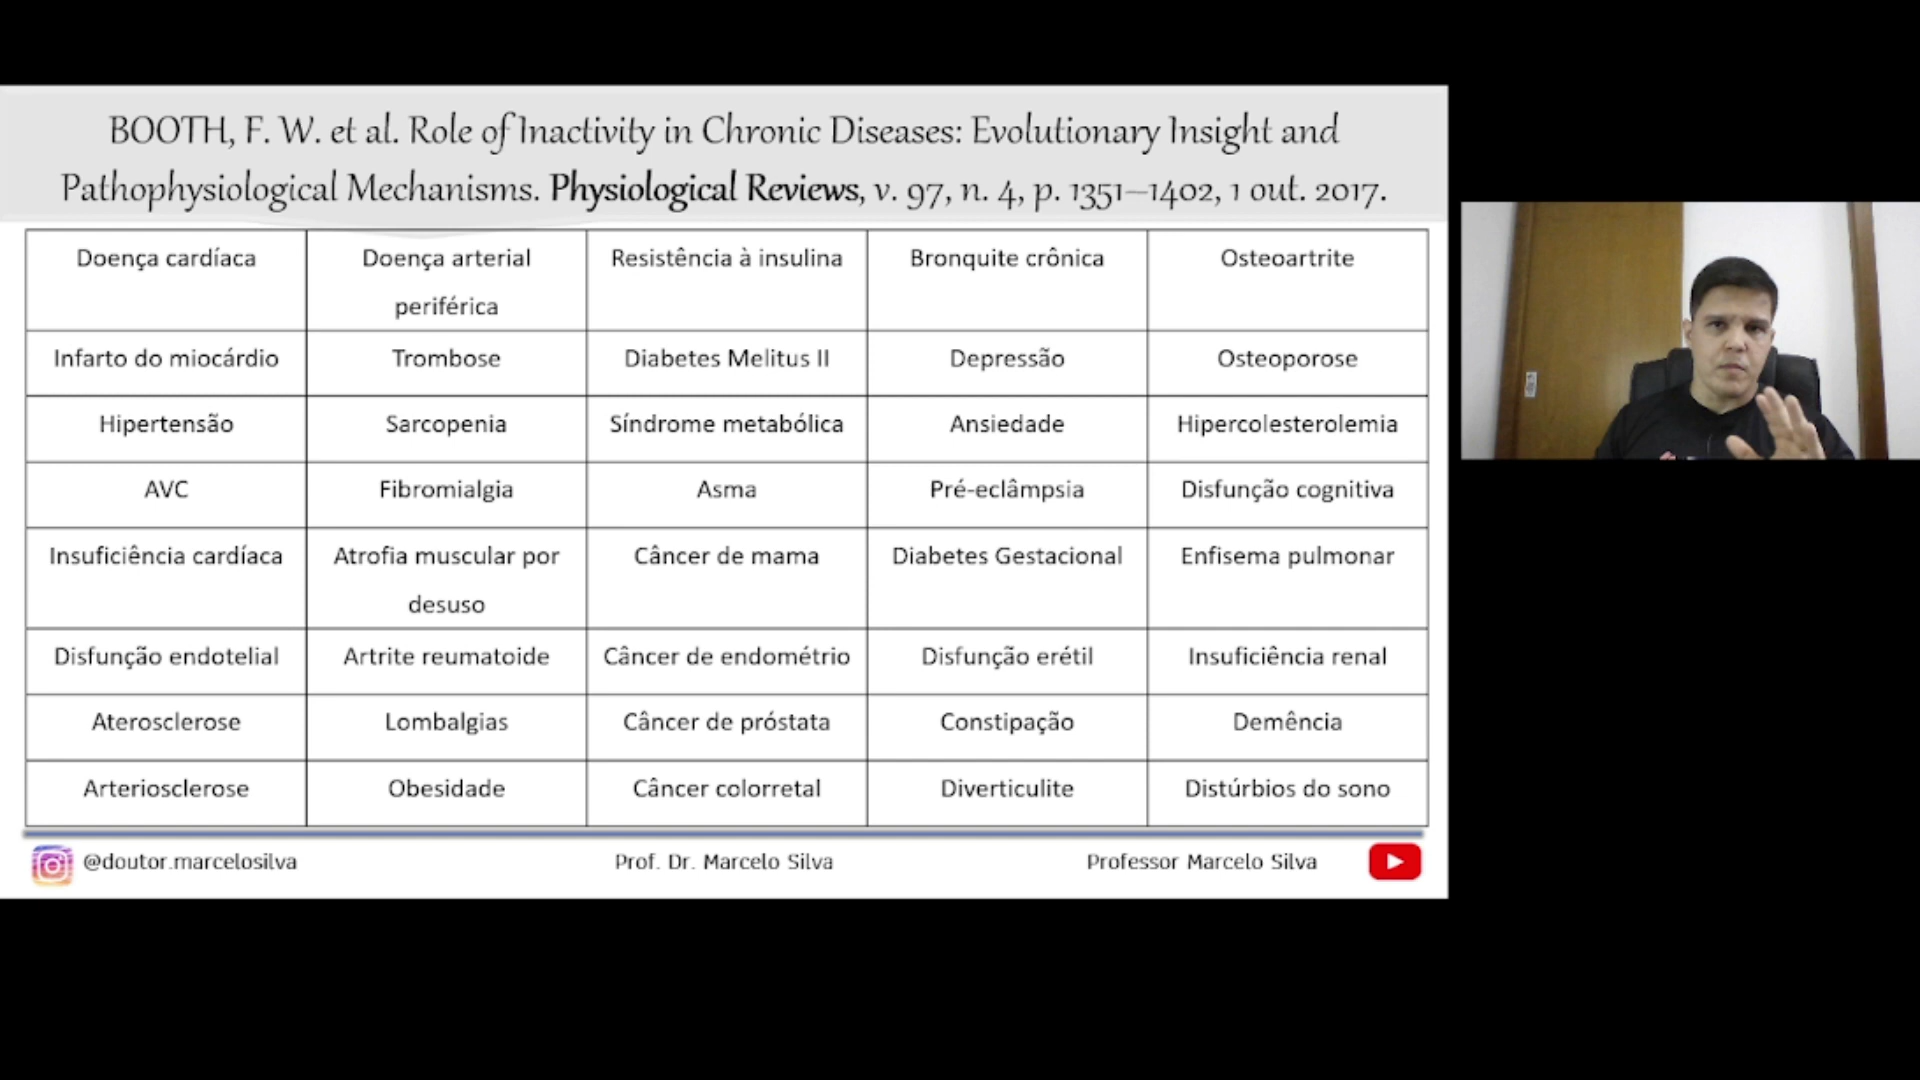 BOOTH, F. W. et al. Role of Inactivity in Chronic Diseases: Evolutionary Insight and
Pathophysiological Mechanisms. Physiological Reviews, v. 97, n. 4, p. 1351–1402, 1 out. 2017.
Doença cardíaca
Doença arterial
periférica
Resistência à insulina
Bronquite crônica
Osteoartrite
Infarto do miocárdio
Trombose
Diabetes Melitus II
Depressão
Osteoporose
Hipertensão
Sarcopenia
Síndrome metabólica
Ansiedade
Hipercolesterolemia
AVC
Fibromialgia
Asma
Pré-eclâmpsia
Disfunção cognitiva
Insuficiência cardíaca
Atrofia muscular por
desuso
Câncer de mama
Diabetes Gestacional
Enfisema pulmonar
Disfunção endotelial
Artrite reumatoide
Câncer de endométrio
Disfunção erétil
Insuficiência renal
Aterosclerose
Lombalgias
Câncer de próstata
Constipação
Demência
Arteriosclerose
Obesidade
Câncer colorretal
Diverticulite
Distúrbios do sono
@doutor.marcelosilva
Prof. Dr. Marcelo Silva
Professor Marcelo Silva